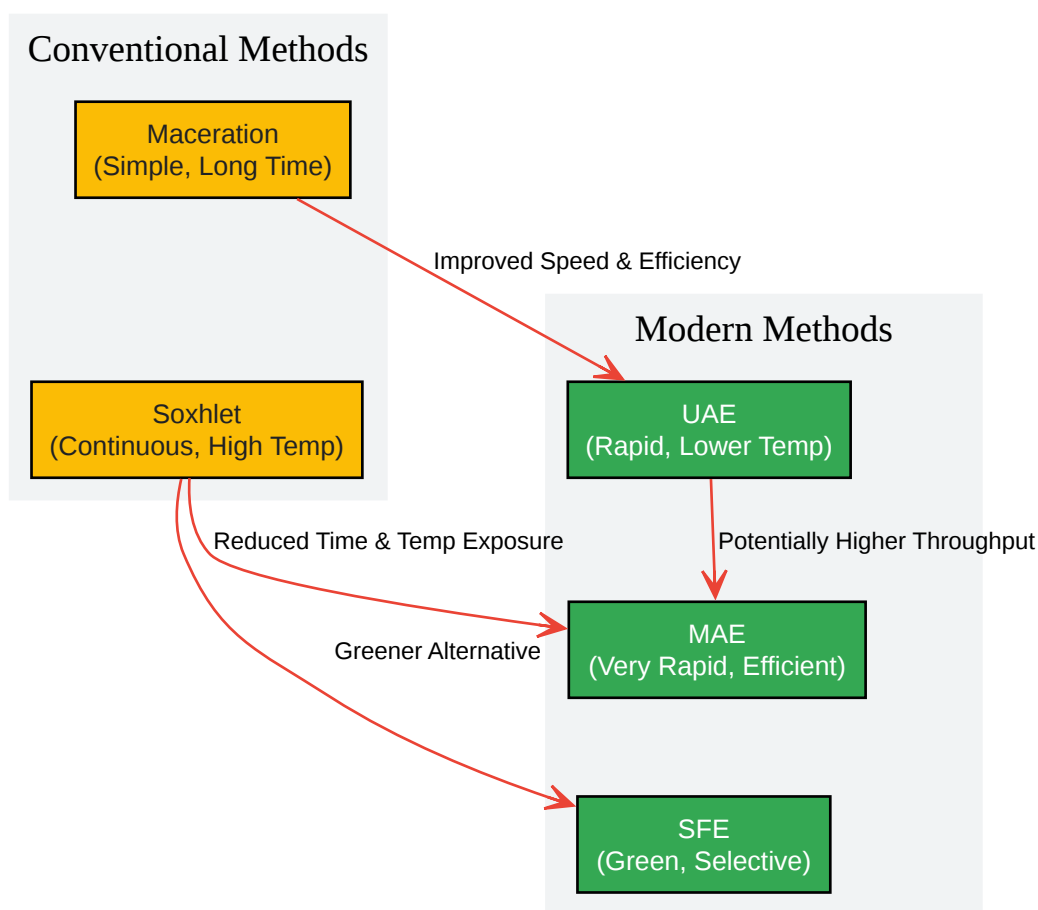 Conventional Methods
Maceration
(Simple, Long Time)
Improved Speed & Efficiency
Modern Methods
Soxhlet
(Continuous, High Temp)
UAE
(Rapid, Lower Temp)
Reduced Time & Temp Exposure
Potentially Higher Throughput
MAE
(Very Rapid, Efficient)
Greener Alternative
SFE
(Green, Selective)